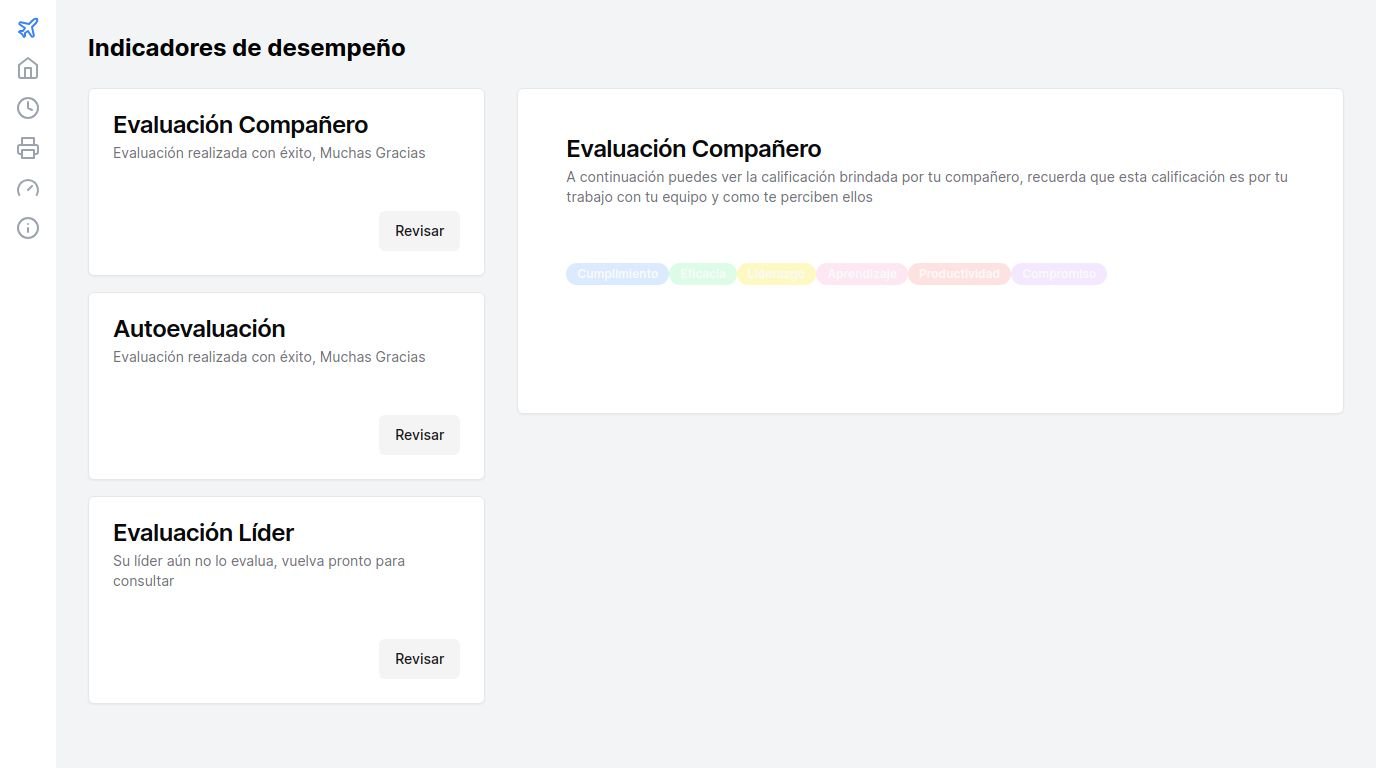 Indicadores de desempeño
Evaluación Compañero
Evaluación realizada con éxito, Muchas Gracias
Revisar
Autoevaluación
Evaluación realizada con éxito, Muchas Gracias
Revisar
Evaluación Líder
Su líder aún no lo evalua, vuelva pronto para
consultar
Revisar
Evaluación Compañero
A continuación puedes ver la calificación brindada por tu compañero, recuerda que esta calificación es por tu
trabajo con tu equipo y como te perciben ellos
Cumplimiento Eficacia Liderazgo Aprendizaje Productividad Compromiso